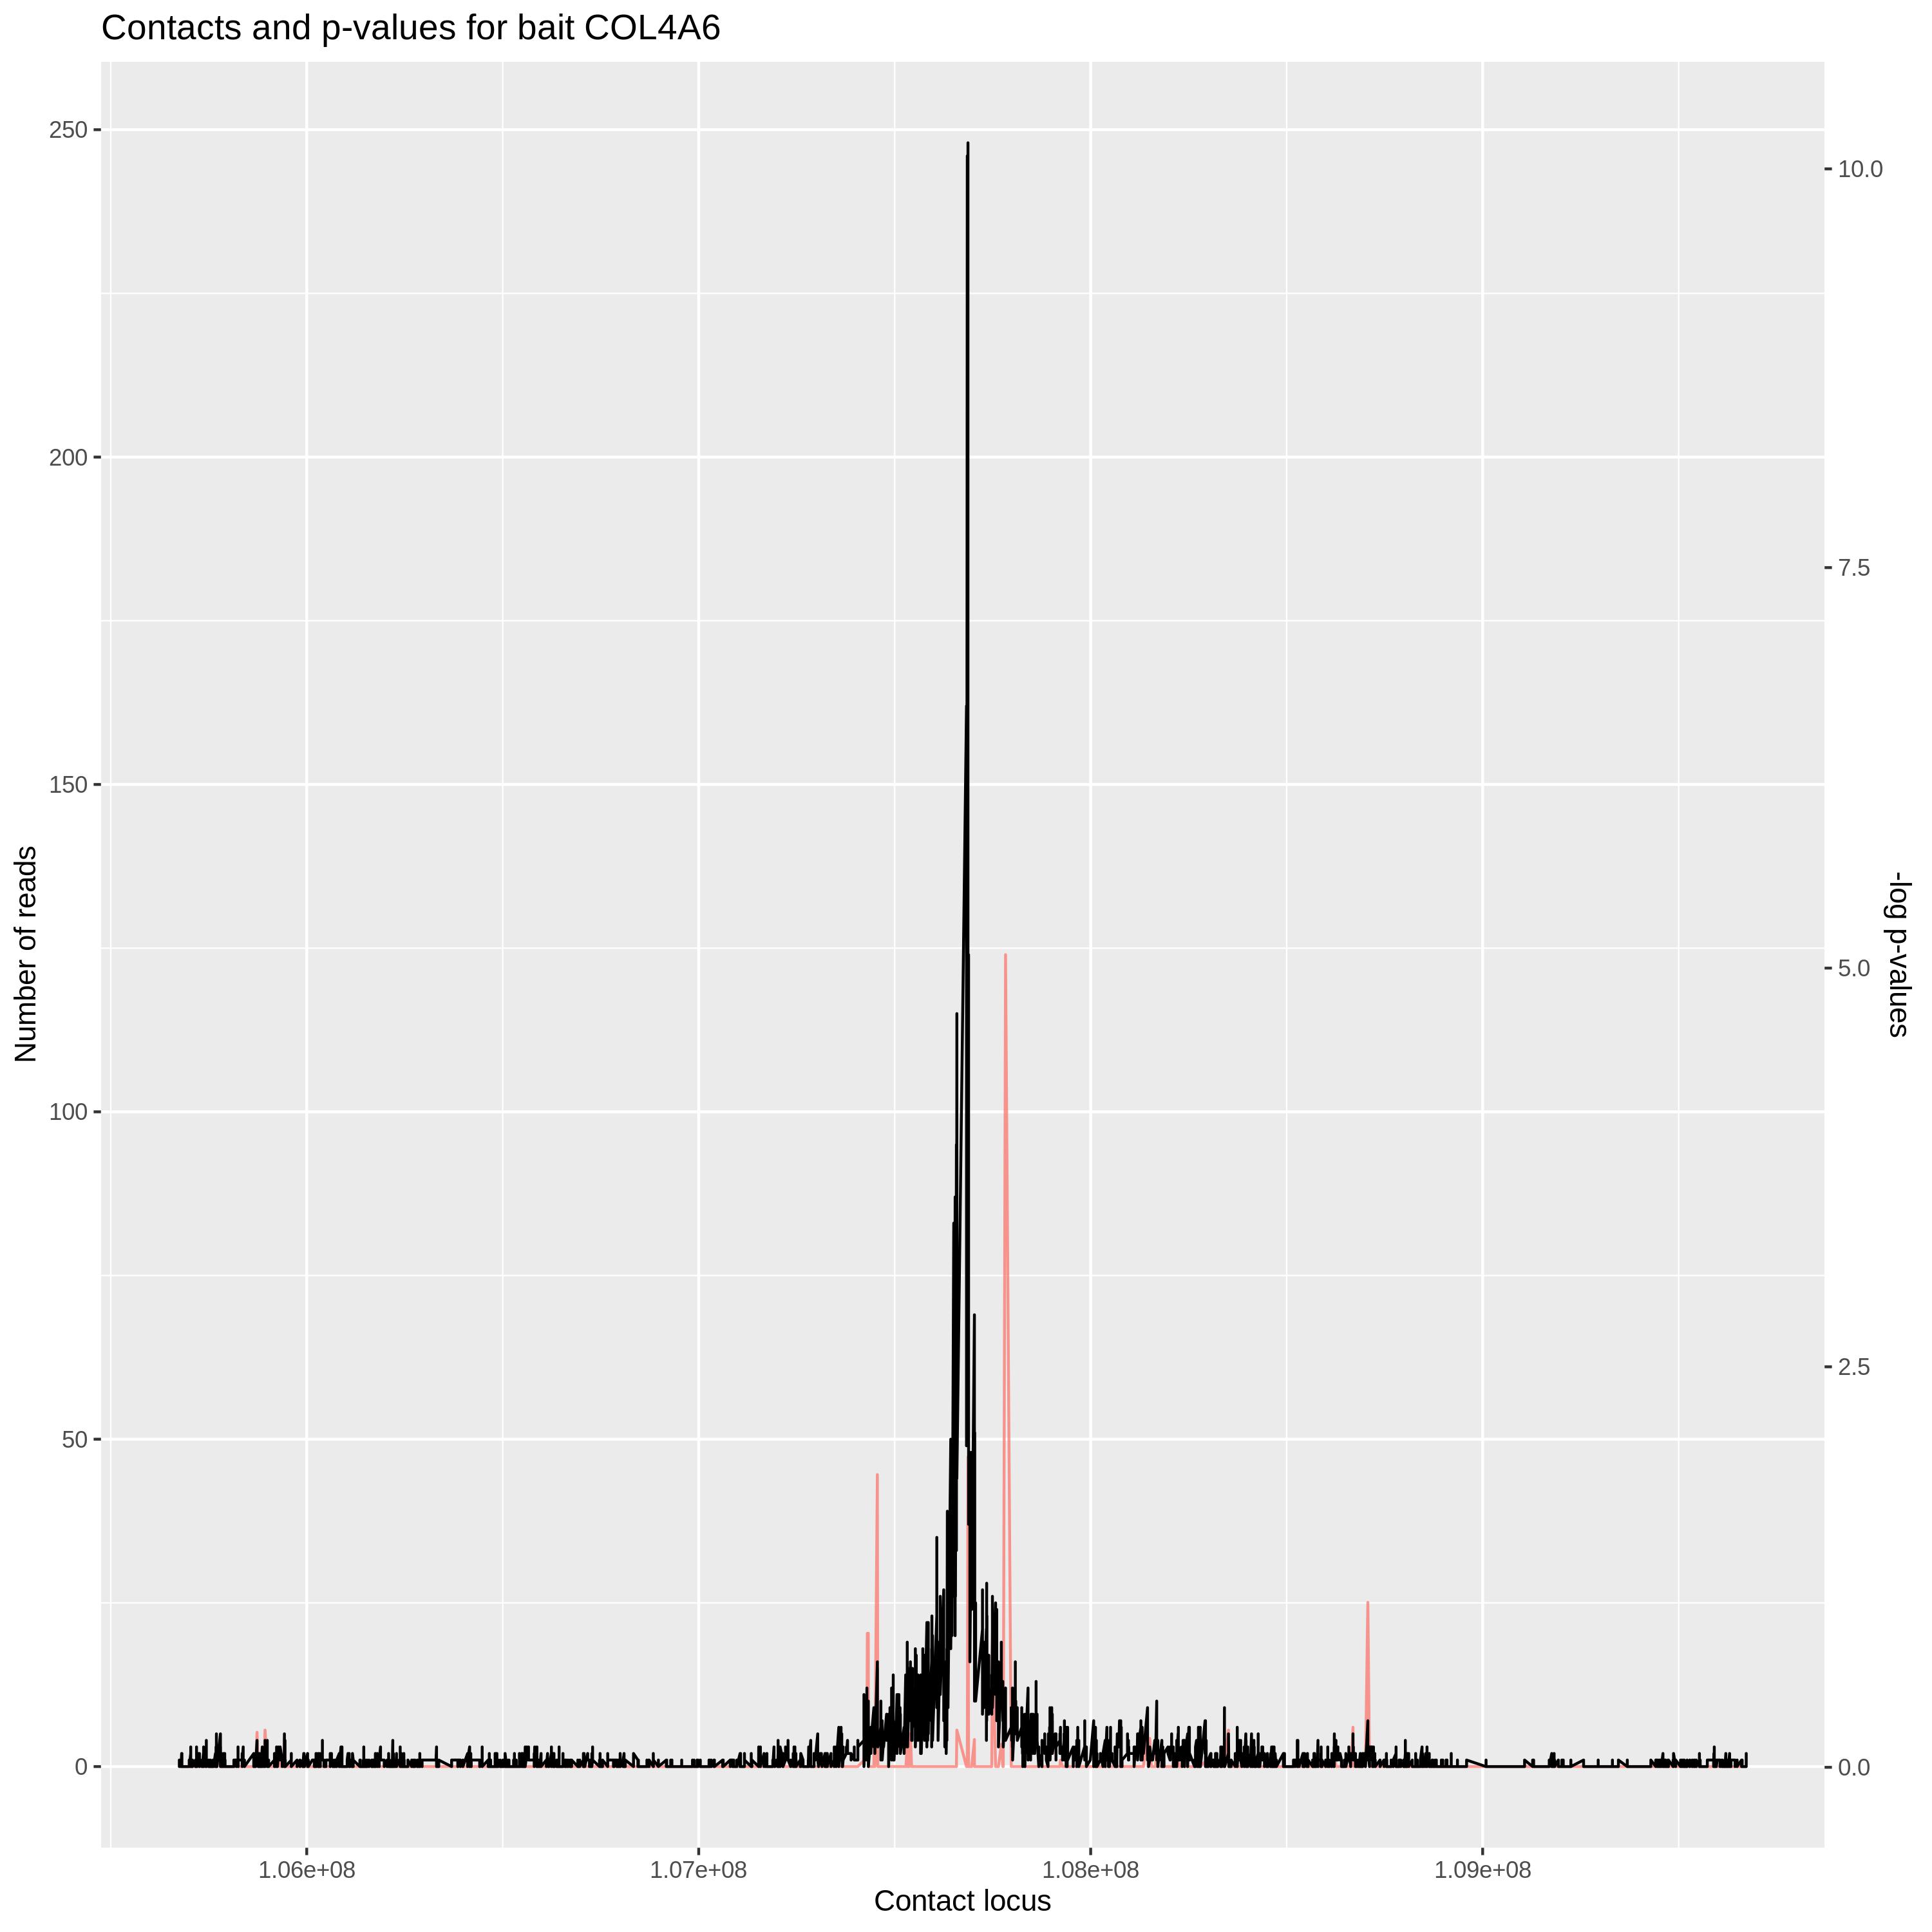 Contacts and p-values for bait COL4A6
250
200
150
100
50
0
Number of reads
10.0
7.5
5.0
2.5
0.0
-log p-values
1.06e+08
1.07e+08
1.08e+08
1.09e+08
Contact locus